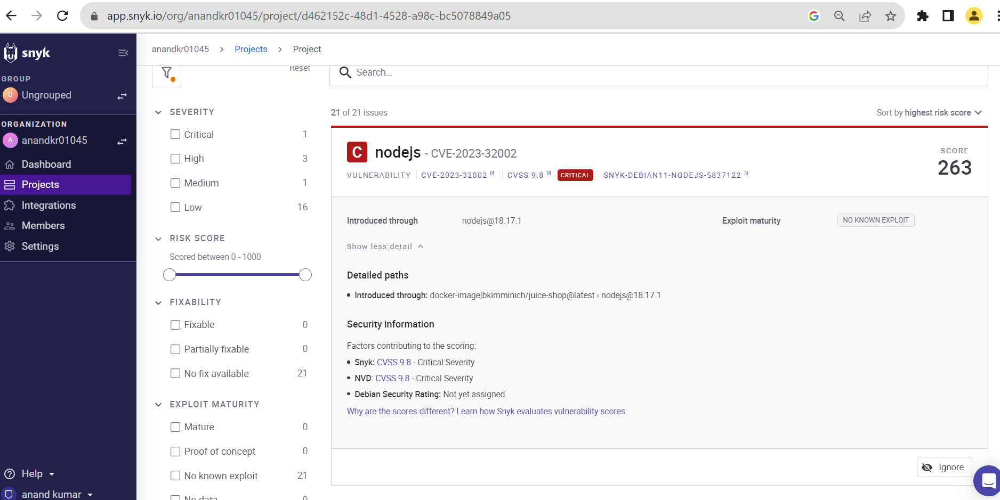 app.snyk.io/org/anandkr01045/project/d462152c-48d1-4528-a98c-bc5078849a05
snyk
GROUP
U Ungrouped
ORGANIZATION
A anandkr01045
Dashboard
Projects
Integrations
Members
Settings
Help
anand kumar
anandkr01045 > Projects > Project
Reset
SEVERITY
Critical 1
High 3
Medium 1
Low 16
RISK SCORE
Scored between 0 - 1000
FIXABILITY
Fixable 0
Partially fixable 0
No fix available 21
EXPLOIT MATURITY
Mature 0
Proof of concept 0
No known exploit 21
No data 0
Search...
21 of 21 issues
Sort by highest risk score
C nodejs - CVE-2023-32002
SCORE
263
VULNERABILITY CVE-2023-32002 CVSS 9.8 CRITICAL SNYK-DEBIAN11-NODEJS-5837122
Introduced through nodejs@18.17.1 Exploit maturity NO KNOWN EXPLOIT
Show less detail
Detailed paths
• Introduced through: docker-image|bkimminich/juice-shop@latest › nodejs@18.17.1
Security information
Factors contributing to the scoring:
• Snyk: CVSS 9.8 - Critical Severity
• NVD: CVSS 9.8 - Critical Severity
• Debian Security Rating: Not yet assigned
Why are the scores different? Learn how Snyk evaluates vulnerability scores
Ignore